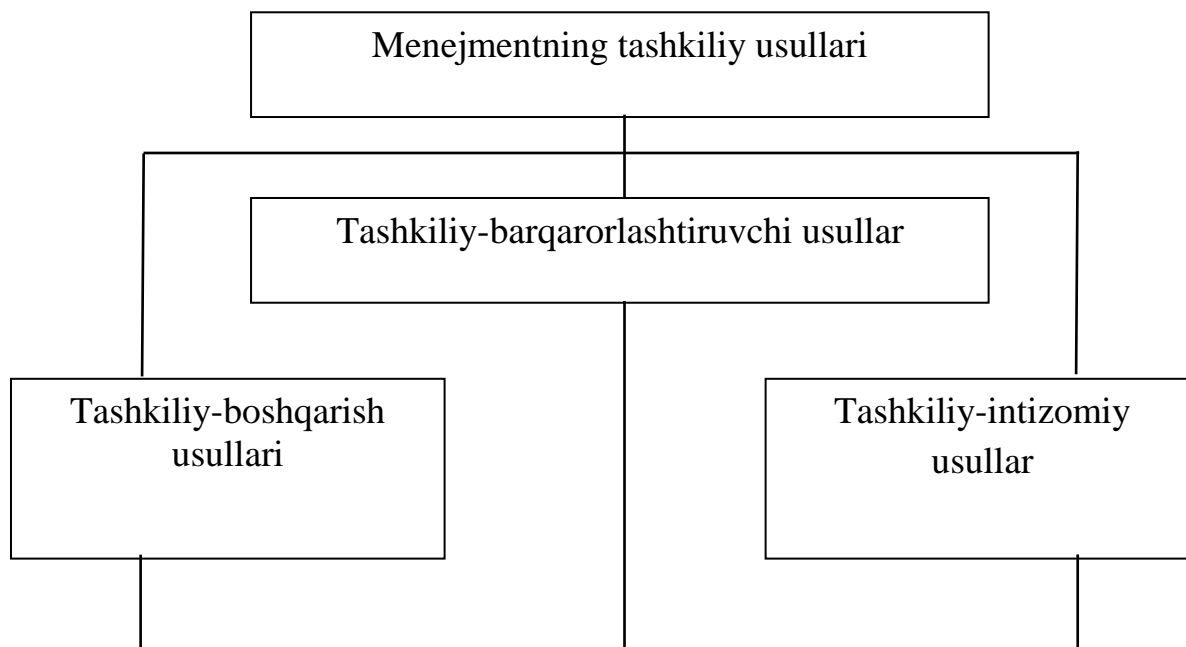 Menejmentning tashkiliy usullari
Tashkiliy-barqarorlashtiruvchi usullar
Tashkiliy-boshqarish
usullari
Tashkiliy-intizomiy
usullar